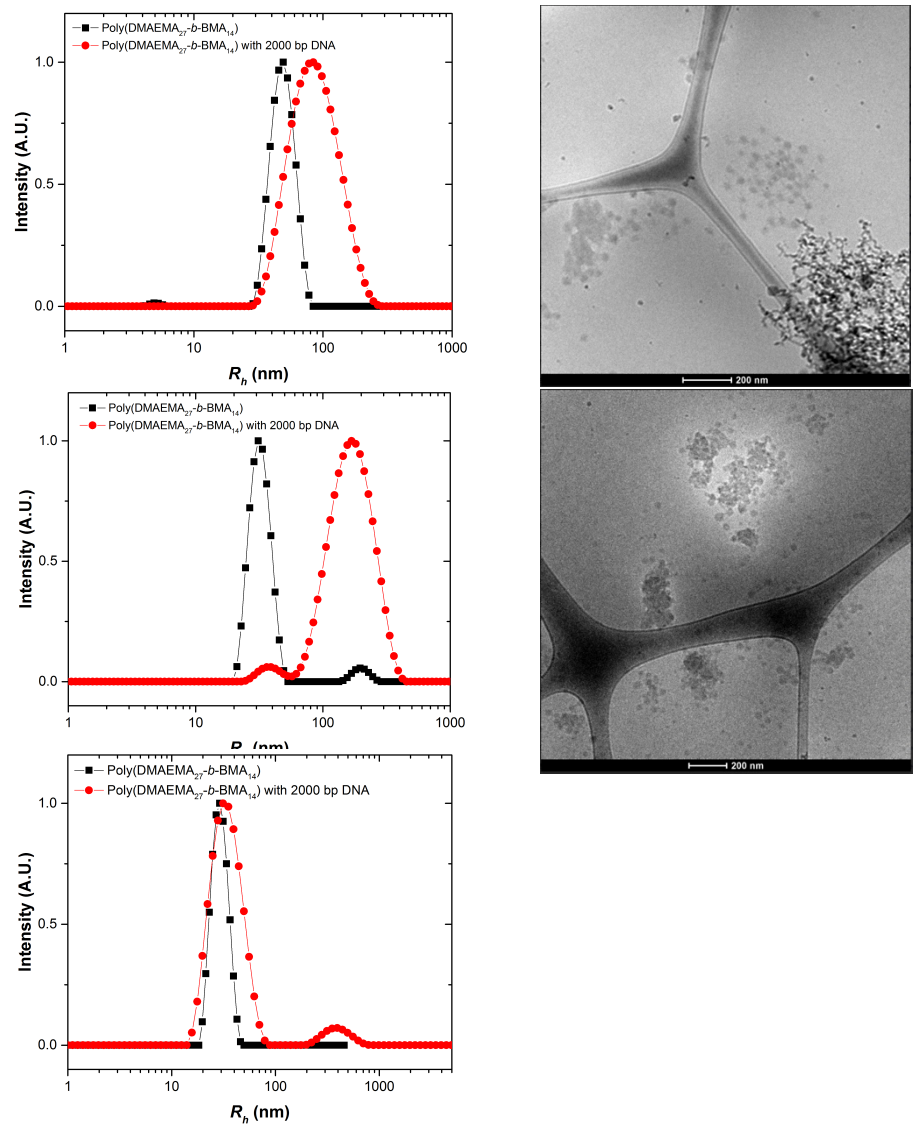 Poly(DMAEMA₂₇-b-BMA₁₄)
Poly(DMAEMA₂₇-b-BMA₁₄) with 2000 bp DNA
1.0
0.5
0.0
Intensity (A.U.)
1 10 100 1000
Rₕ (nm)
200 nm
Poly(DMAEMA₂₇-b-BMA₁₄)
Poly(DMAEMA₂₇-b-BMA₁₄) with 2000 bp DNA
1.0
0.5
0.0
Intensity (A.U.)
1 10 100 1000
R (nm)
200 nm
Poly(DMAEMA₂₇-b-BMA₁₄)
Poly(DMAEMA₂₇-b-BMA₁₄) with 2000 bp DNA
1.0
0.5
0.0
Intensity (A.U.)
1 10 100 1000
Rₕ (nm)